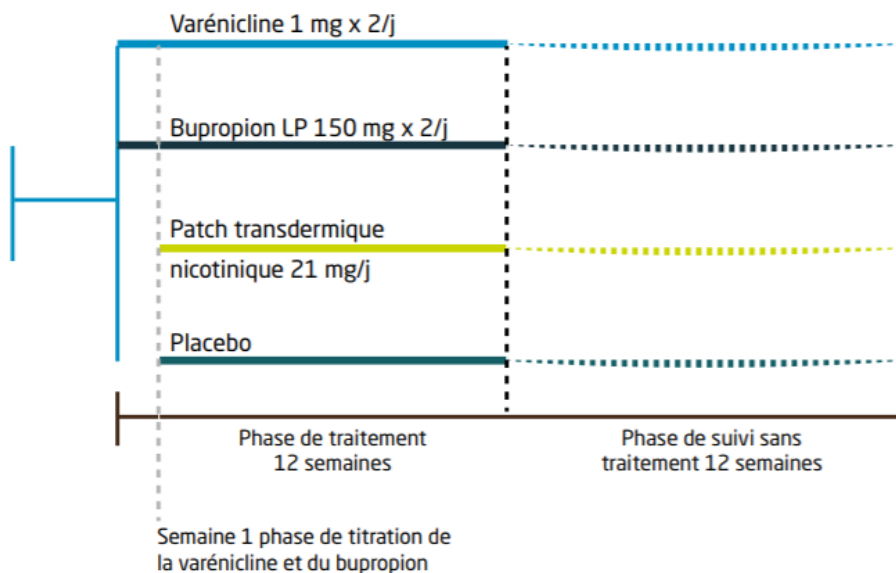 Varénicline 1 mg x 2/j
Bupropion LP 150 mg x 2/j
Patch transdermique
nicotinique 21 mg/j
Placebo
Phase de traitement
12 semaines
Phase de suivi sans
traitement 12 semaines
Semaine 1 phase de titration de
la varénicline et du bupropion